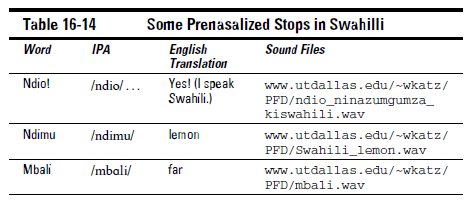 Table 16-14 Some Prenasalized Stops in Swahilli
Word IPA English Translation Sound Files
Ndio! /ndio/… Yes! (I speak Swahili.) www.utdallas.edu/~wkatz/PFD/ndio_ninazumgumza_kiswahili.wav
Ndimu /ndimu/ lemon www.utdallas.edu/~wkatz/PFD/Swahili_lemon.wav
Mbali /mbali/ far www.utdallas.edu/~wkatz/PFD/mbali.wav